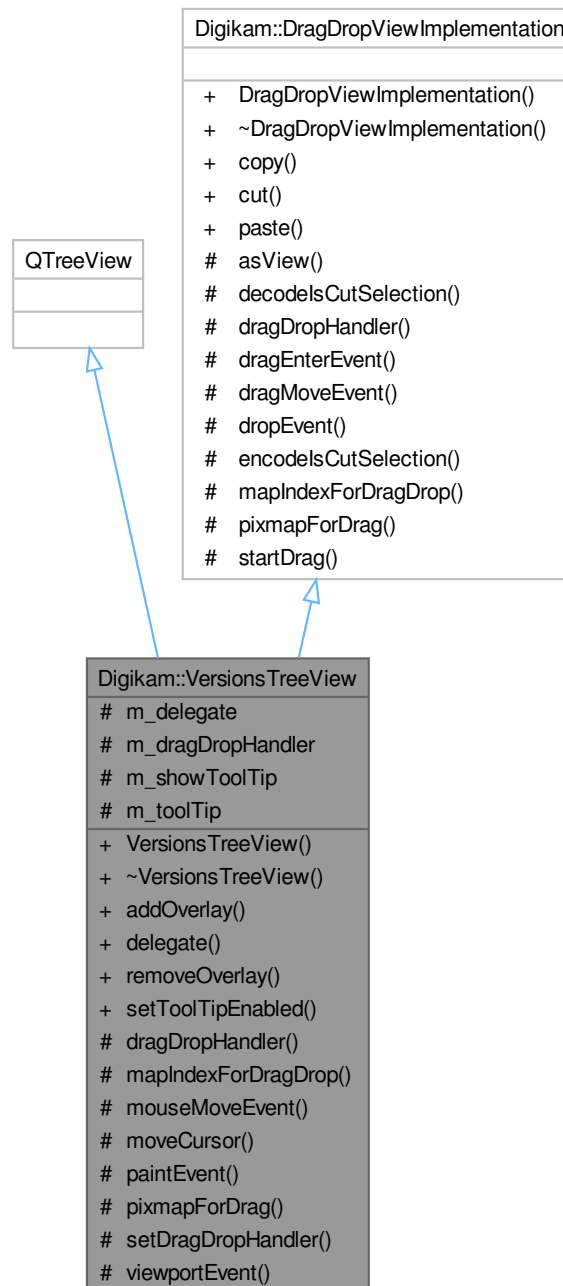 Digikam::DragDropViewImplementation
+ DragDropViewImplementation()
+ ~DragDropViewImplementation()
+ copy()
+ cut()
+ paste()
# asView()
# decodeIsCutSelection()
# dragDropHandler()
# dragEnterEvent()
# dragMoveEvent()
# dropEvent()
# encodeIsCutSelection()
# mapIndexForDragDrop()
# pixmapForDrag()
# startDrag()
QTreeView
Digikam::VersionsTreeView
# m_delegate
# m_dragDropHandler
# m_showToolTip
# m_toolTip
+ VersionsTreeView()
+ ~VersionsTreeView()
+ addOverlay()
+ delegate()
+ removeOverlay()
+ setToolTipEnabled()
# dragDropHandler()
# mapIndexForDragDrop()
# mouseMoveEvent()
# moveCursor()
# paintEvent()
# pixmapForDrag()
# setDragDropHandler()
# viewportEvent()